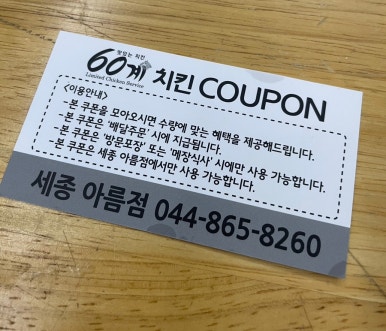 맛있는 치킨
60계 치킨 COUPON
Limited Chicken Service
<이용안내>
-본 쿠폰을 모아오시면 수량에 맞는 혜택을 제공해드립니다.
-본 쿠폰은 '배달주문' 시에 지급됩니다.
-본 쿠폰은 '방문포장' 또는 '매장식사' 시에만 사용 가능합니다.
-본 쿠폰은 세종 아름점에서만 사용 가능합니다.
세종 아름점 044-865-8260